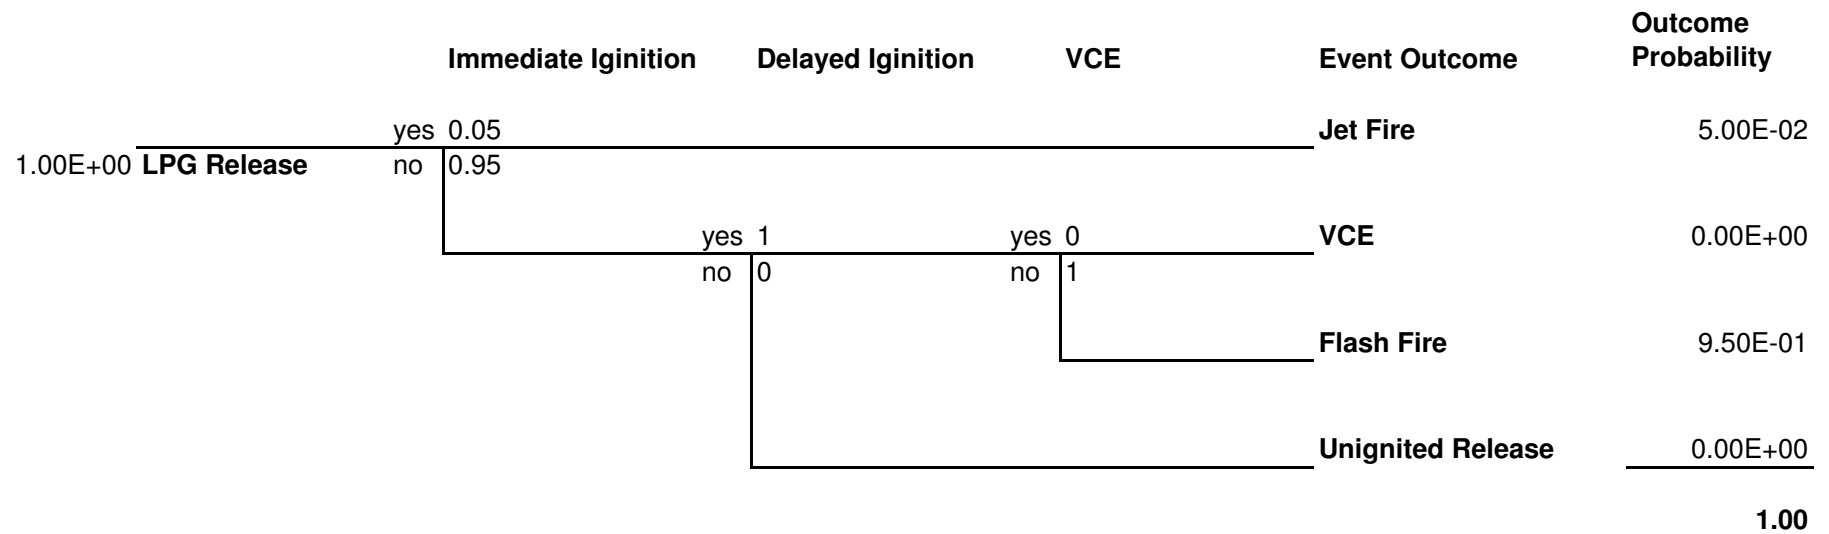 Outcome
Immediate Iginition Delayed Iginition VCE Event Outcome Probability
yes 0.05 Jet Fire 5.00E-02
1.00E+00 LPG Release no 0.95
yes 1 yes 0 VCE 0.00E+00
no 0 no 1
Flash Fire 9.50E-01
Unignited Release 0.00E+00
1.00